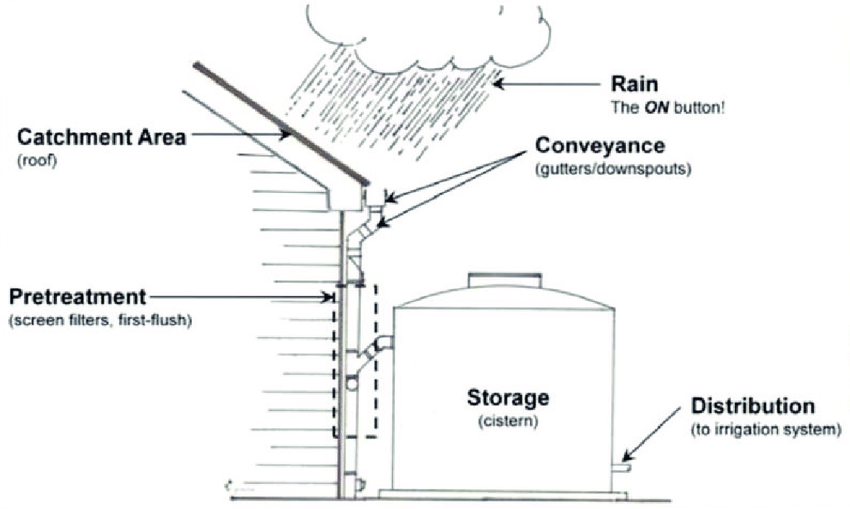 Rain
The ON button!
Catchment Area
(roof)
Conveyance
(gutters/downspouts)
Pretreatment
(screen filters, first-flush)
Storage
(cistern)
Distribution
(to irrigation system)